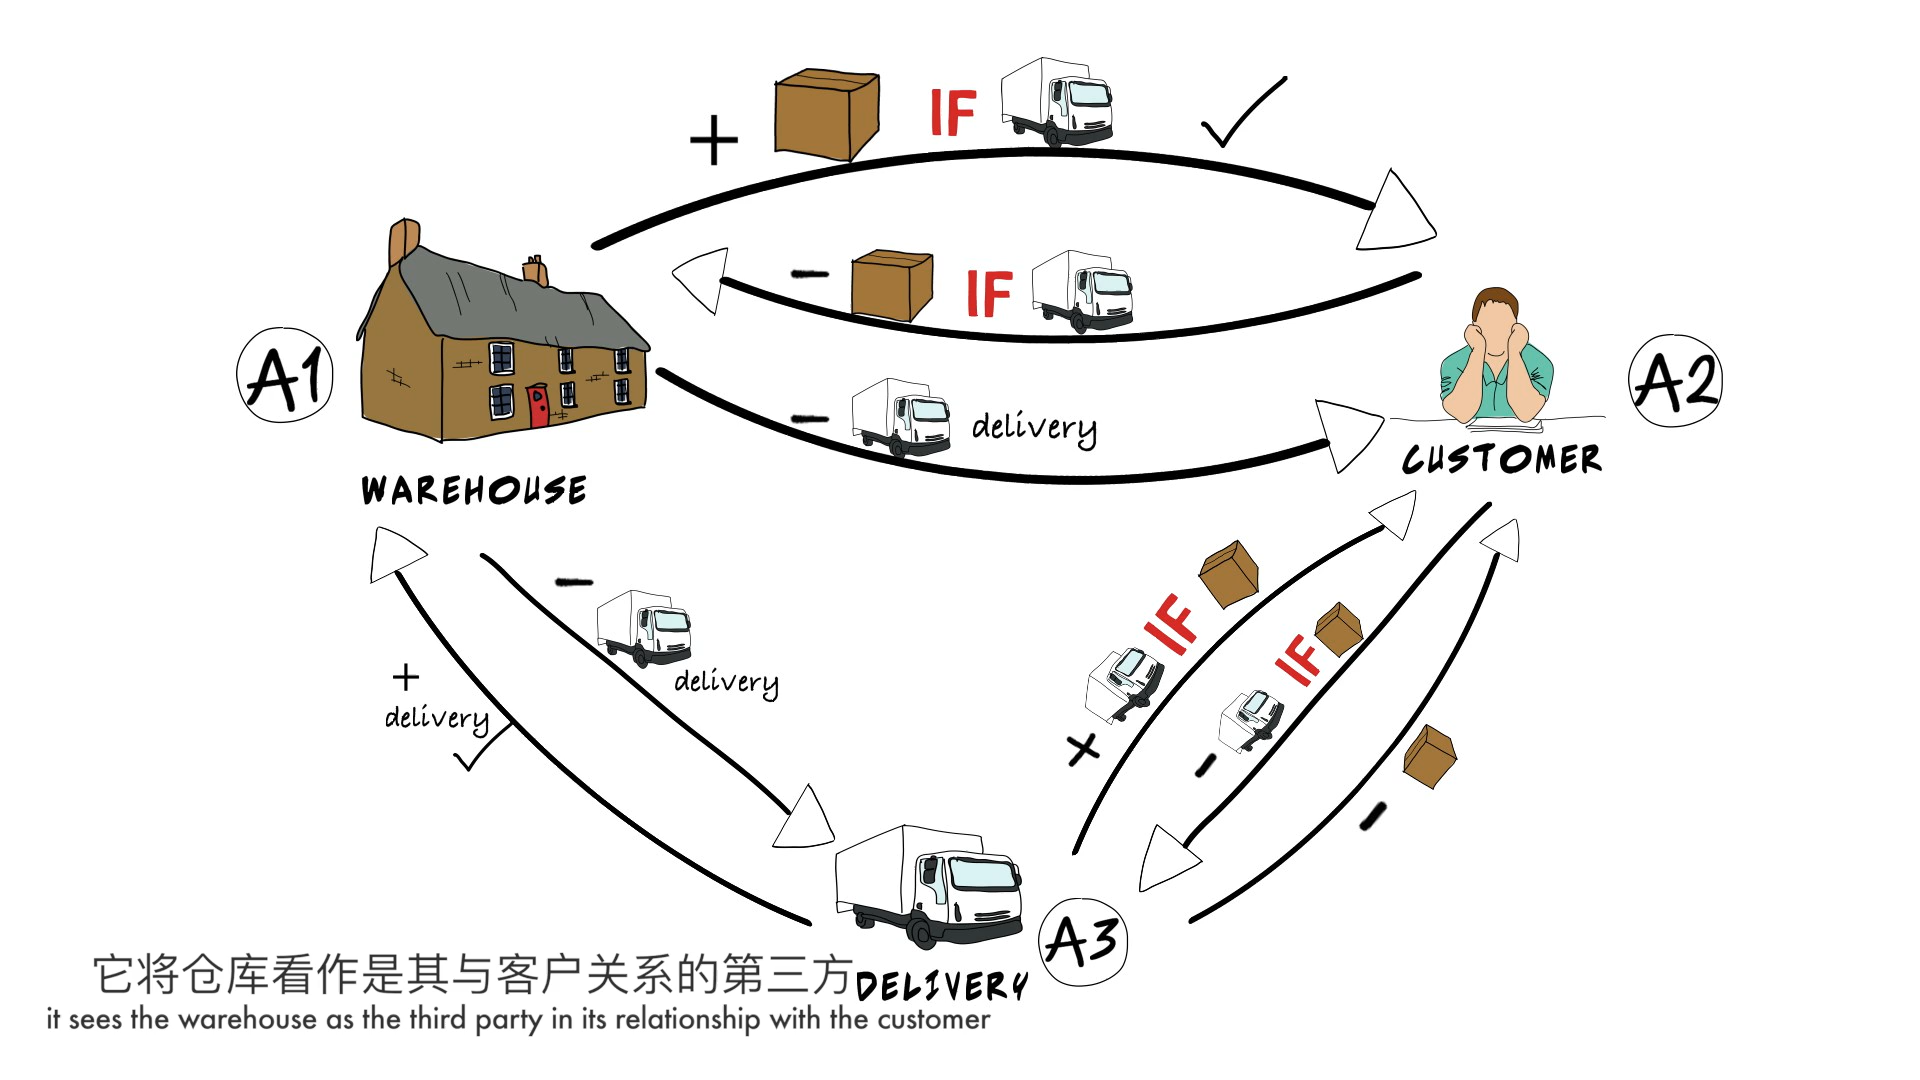 + IF
- IF
A1
A2
- delivery
CUSTOMER
WAREHOUSE
-
delivery
+
delivery
+ IF
- IF
-
A3
DELIVERY
它将仓库看作是其与客户关系的第三方
it sees the warehouse as the third party in its relationship with the customer